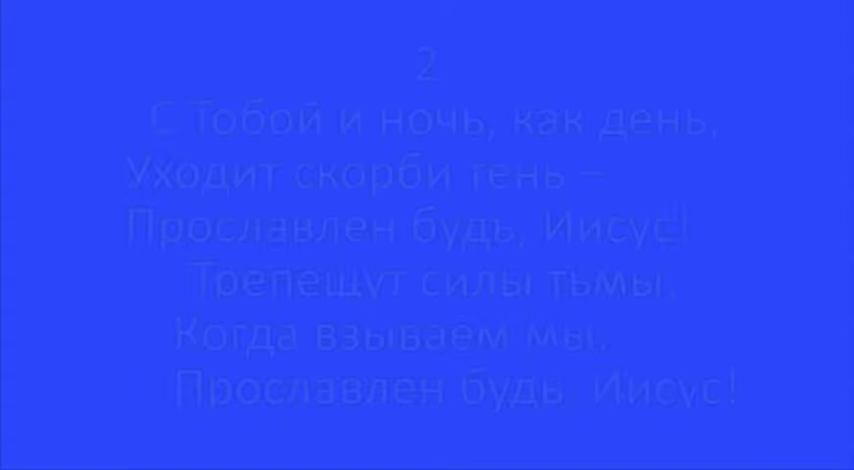 2
С Тобой и ночь, как день,
Уходит скорби тень –
Прославлен будь, Иисус!
Трепещут силы тьмы,
Когда взываем мы,
Прославлен будь, Иисус!